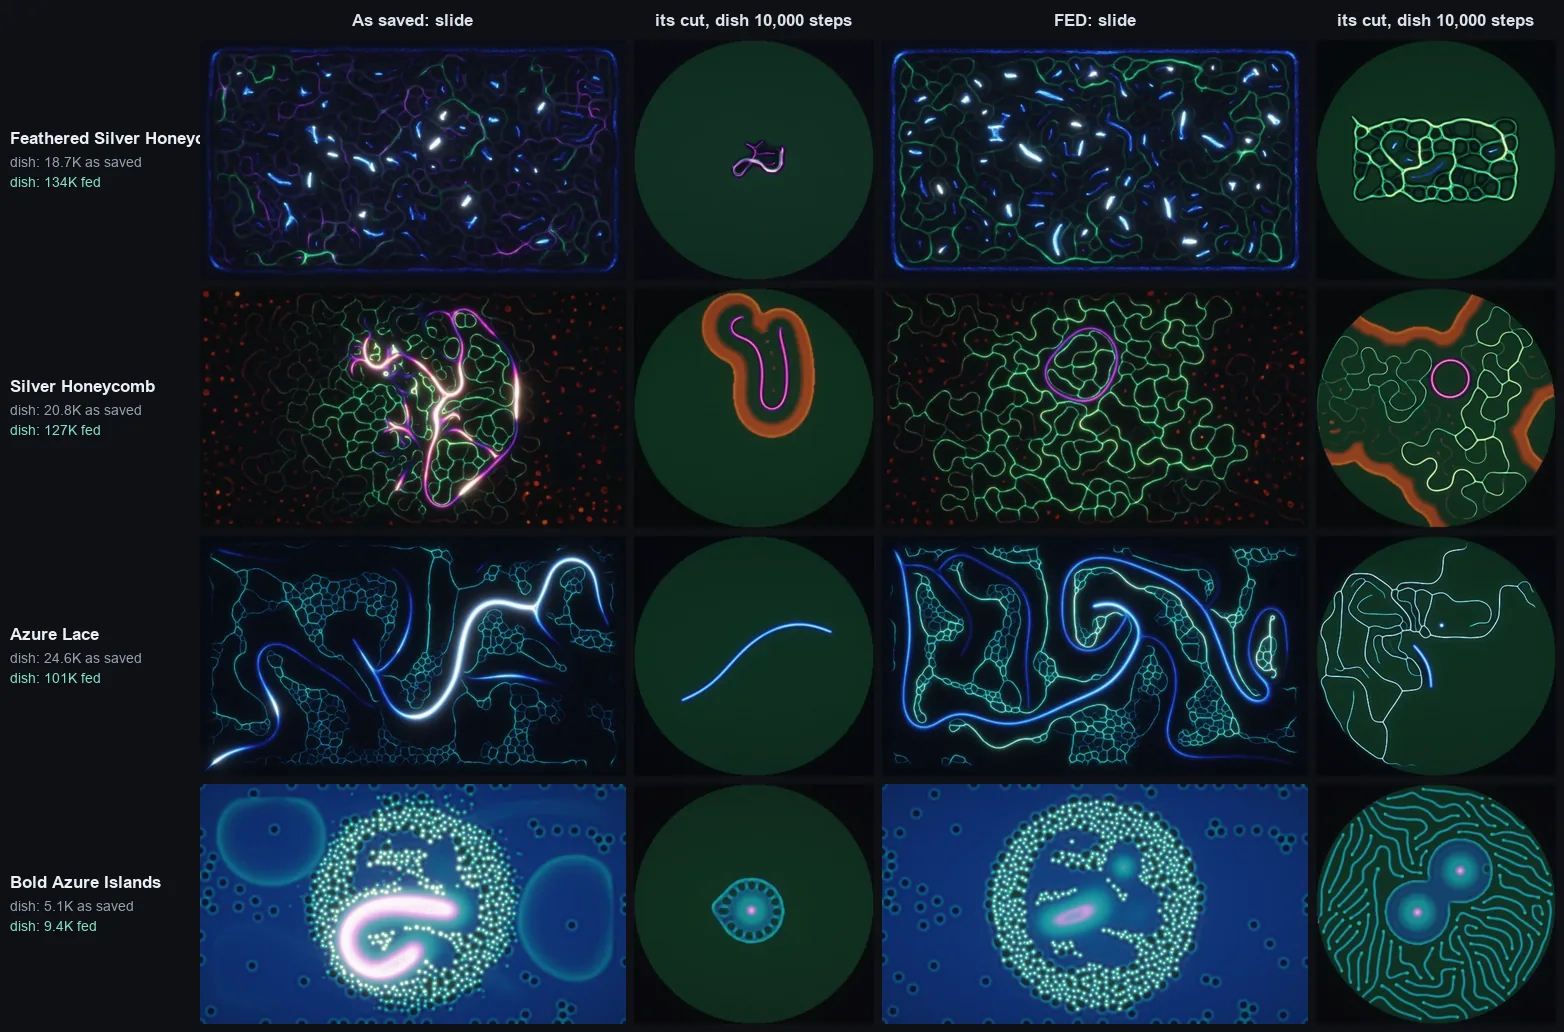 As saved: slide
its cut, dish 10,000 steps
FED: slide
its cut, dish 10,000 steps
Feathered Silver Honeyc
dish: 18.7K as saved
dish: 134K fed
Silver Honeycomb
dish: 20.8K as saved
dish: 127K fed
Azure Lace
dish: 24.6K as saved
dish: 101K fed
Bold Azure Islands
dish: 5.1K as saved
dish: 9.4K fed